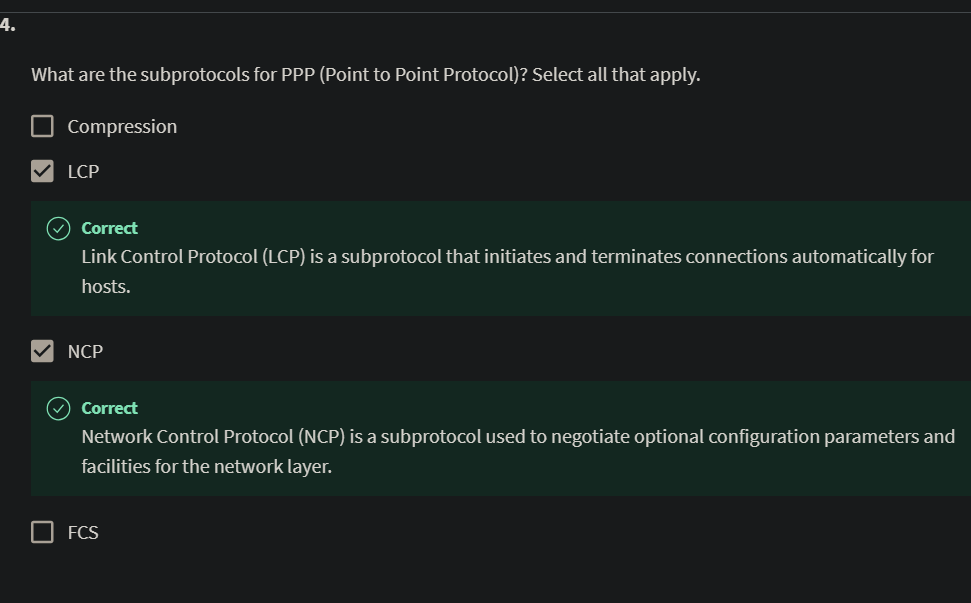 4.
What are the subprotocols for PPP (Point to Point Protocol)? Select all that apply.
Compression
LCP
Correct
Link Control Protocol (LCP) is a subprotocol that initiates and terminates connections automatically for
hosts.
NCP
Correct
Network Control Protocol (NCP) is a subprotocol used to negotiate optional configuration parameters and
facilities for the network layer.
FCS